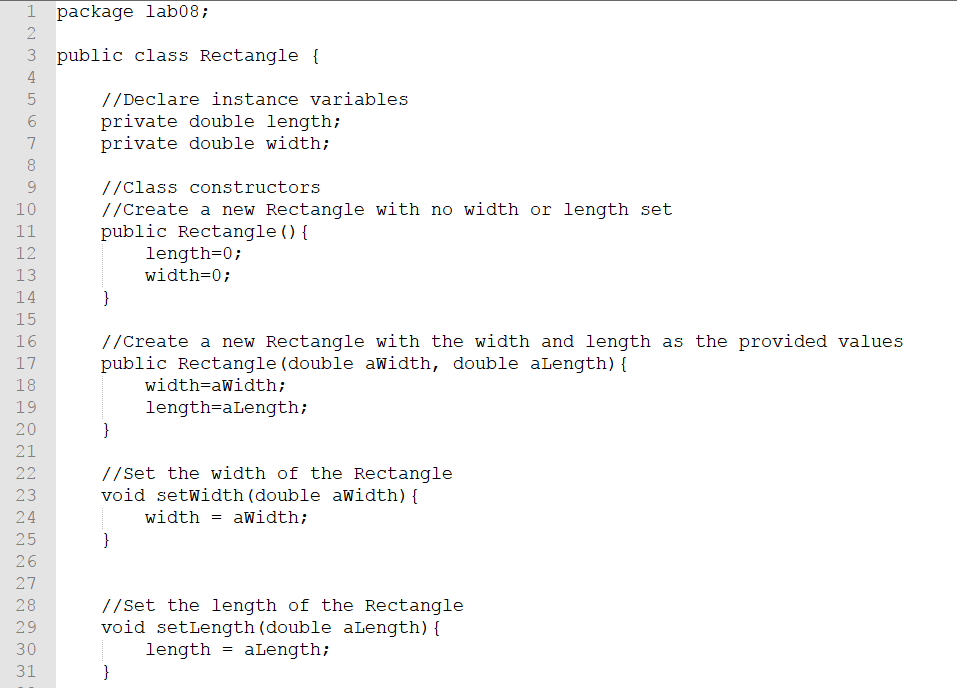 1 package lab08;
2
3 public class Rectangle {
4
5 //Declare instance variables
6 private double length;
7 private double width;
8
9 //Class constructors
10 //Create a new Rectangle with no width or length set
11 public Rectangle(){
12 length=0;
13 width=0;
14 }
15
16 //Create a new Rectangle with the width and length as the provided values
17 public Rectangle(double aWidth, double aLength){
18 width=aWidth;
19 length=aLength;
20 }
21
22 //Set the width of the Rectangle
23 void setWidth(double aWidth){
24 width = aWidth;
25 }
26
27
28 //Set the length of the Rectangle
29 void setLength(double aLength){
30 length = aLength;
31 }